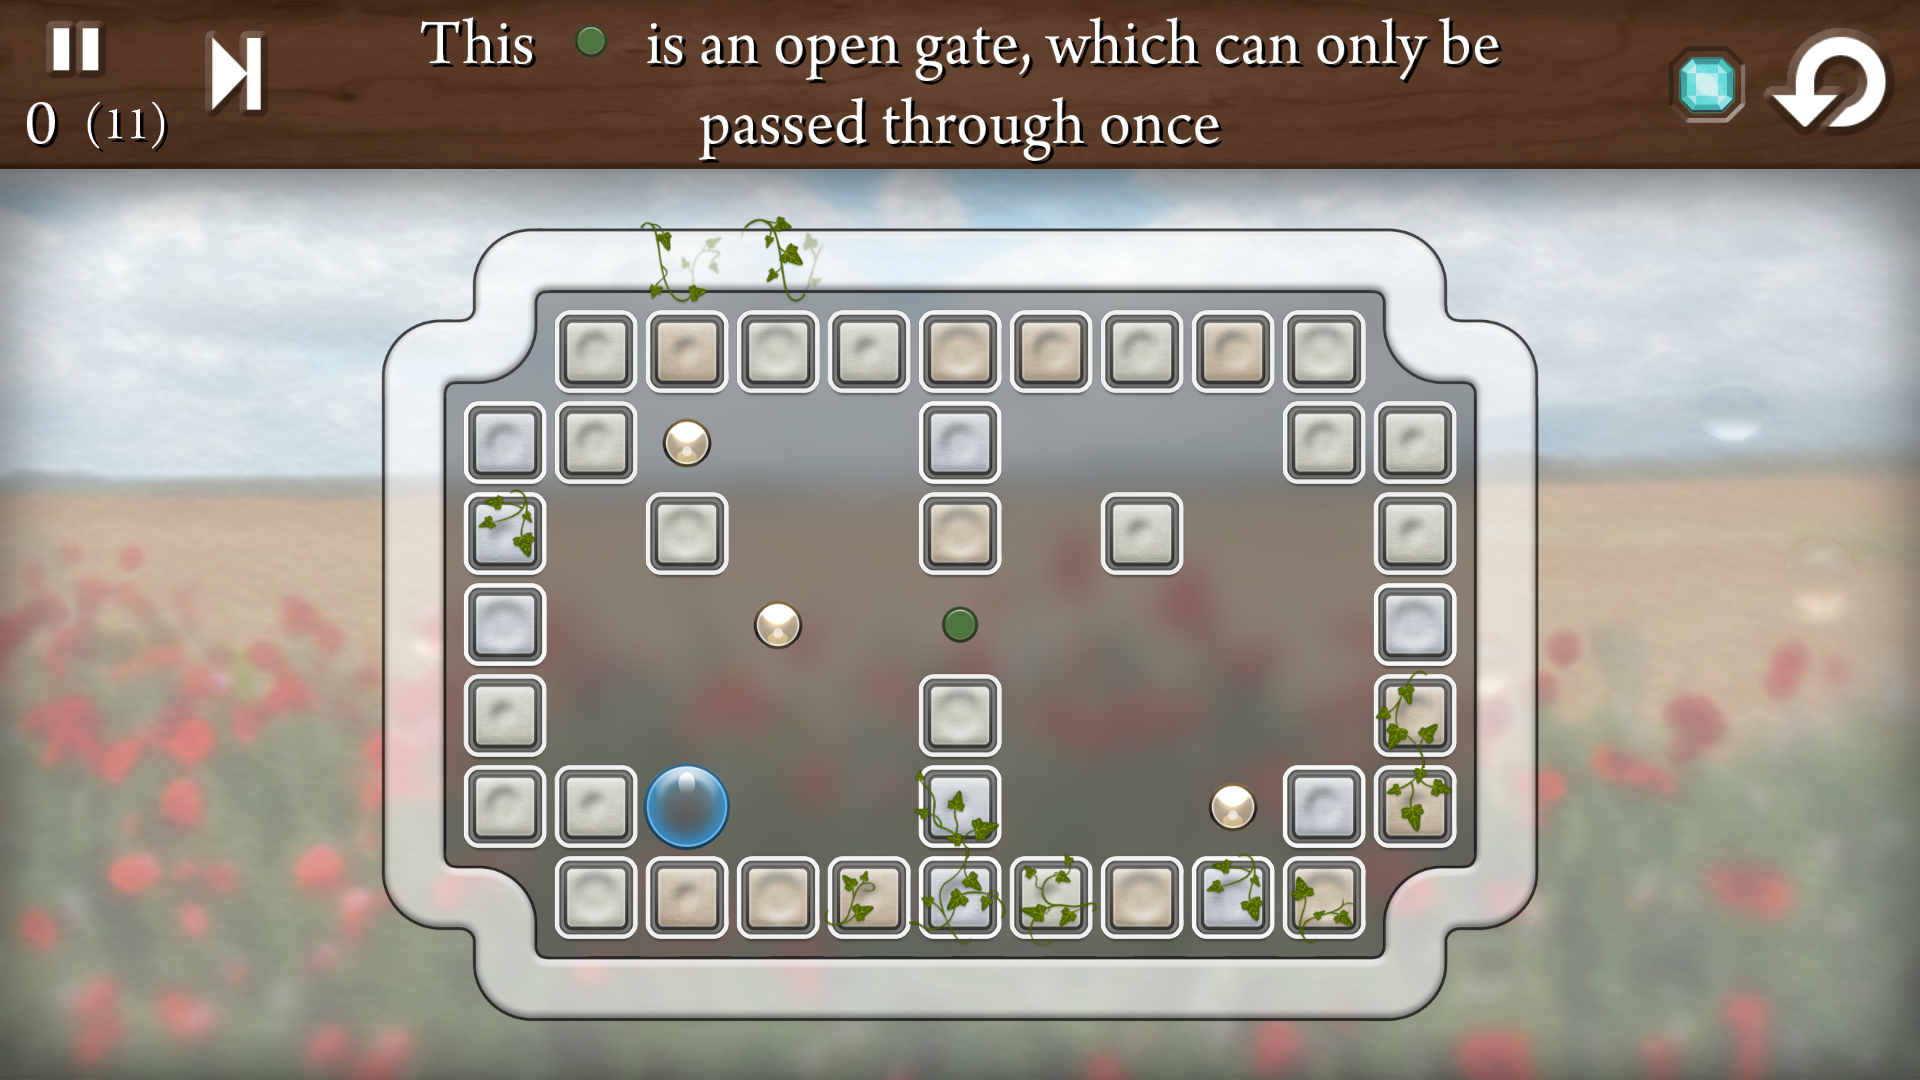 This is an open gate, which can only be
passed through once
0 (11)